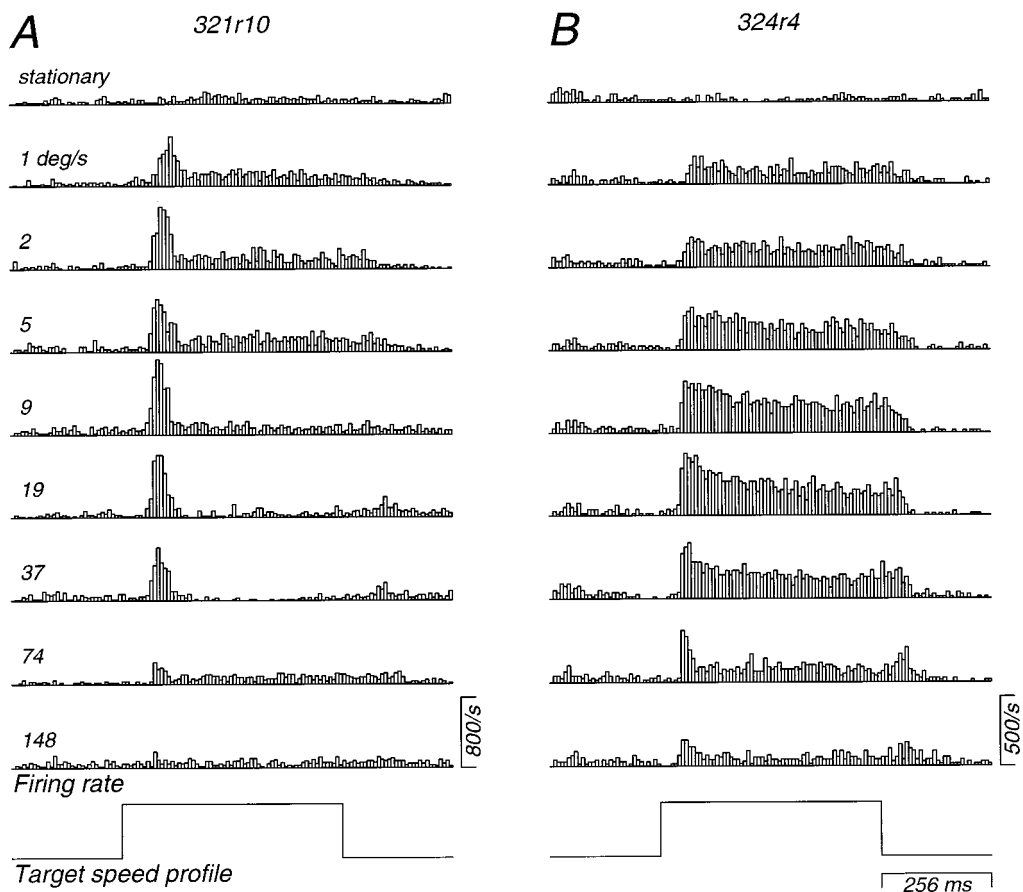 A
321r10
B
324r4
stationary
1 deg/s
2
5
9
19
37
74
148
800/s
500/s
Firing rate
Target speed profile
256 ms